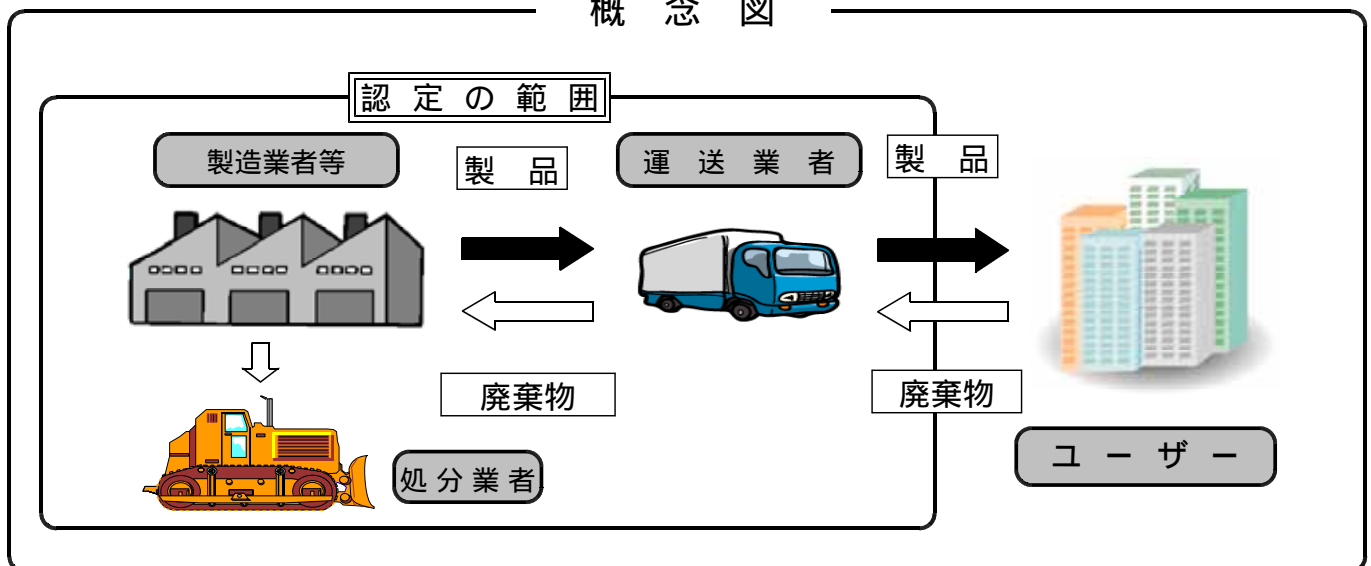 概 念 図
認 定 の 範 囲
製造業者等
製 品
運 送 業 者
製 品
廃棄物
廃棄物
処 分 業 者
ユ ー ザ ー